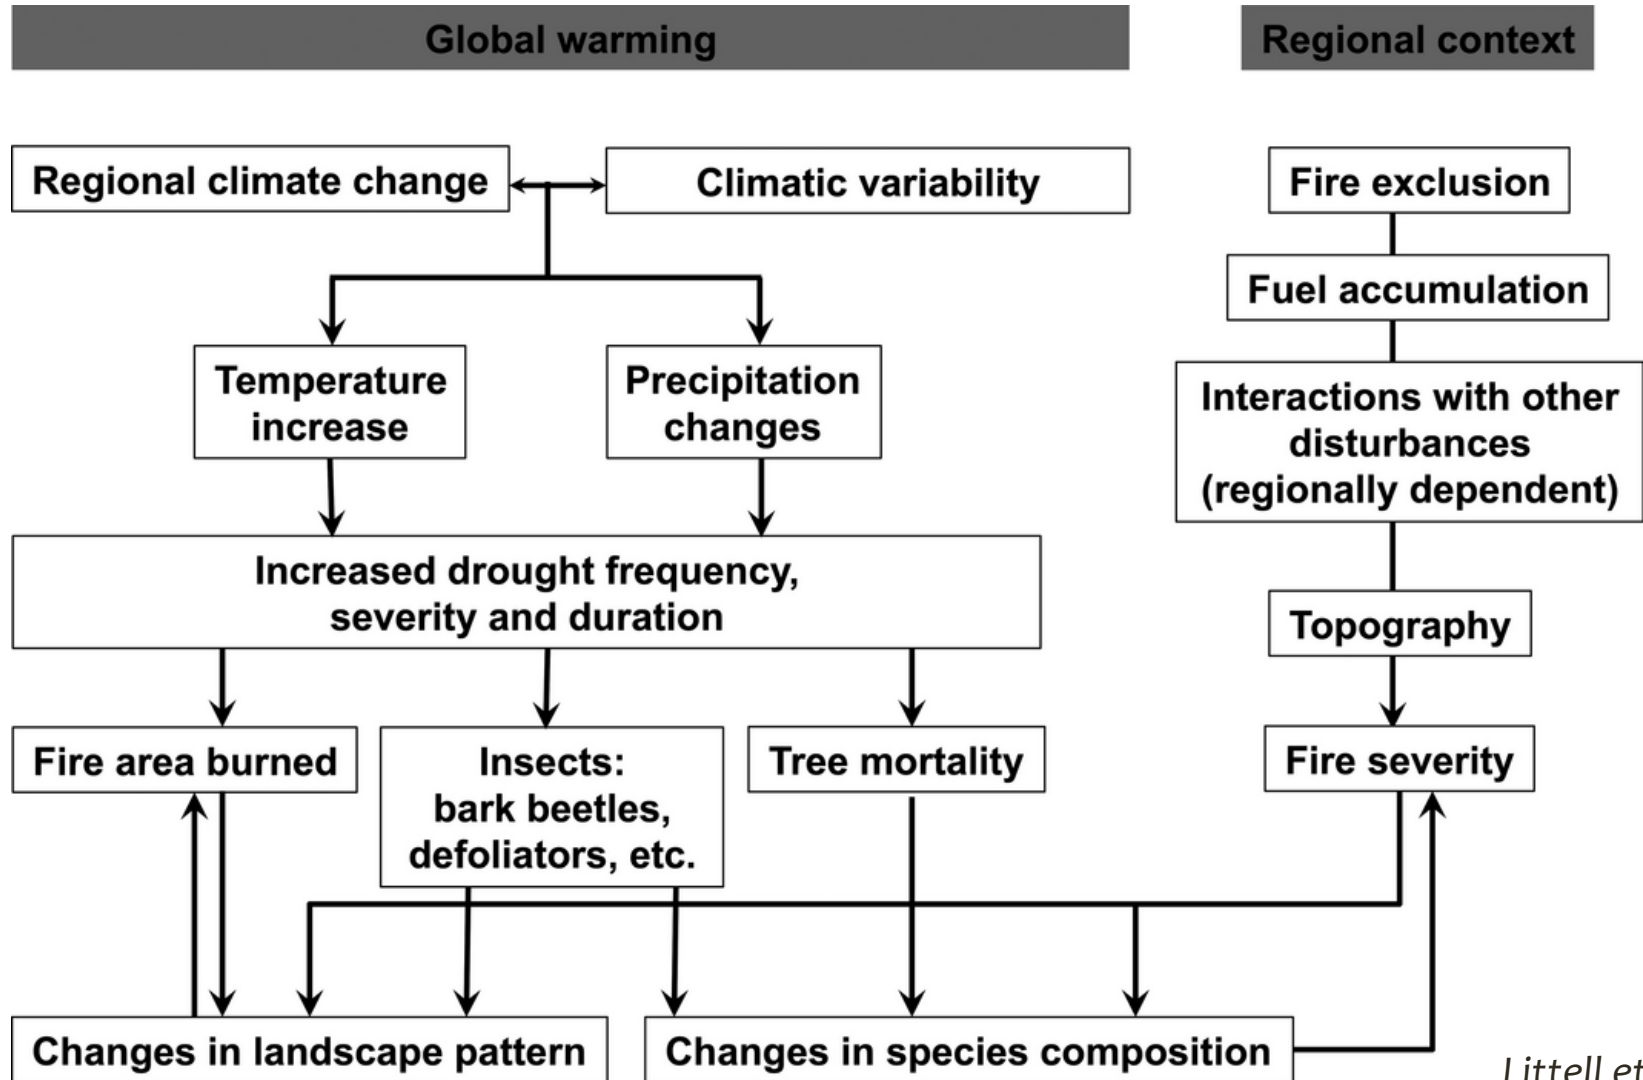 Global warming
Regional context
Regional climate change
Climatic variability
Fire exclusion
Fuel accumulation
Temperature
increase
Precipitation
changes
Interactions with other
disturbances
(regionally dependent)
Increased drought frequency,
severity and duration
Topography
Fire area burned
Insects:
bark beetles,
defoliators, etc.
Tree mortality
Fire severity
Changes in landscape pattern
Changes in species composition
Littell et